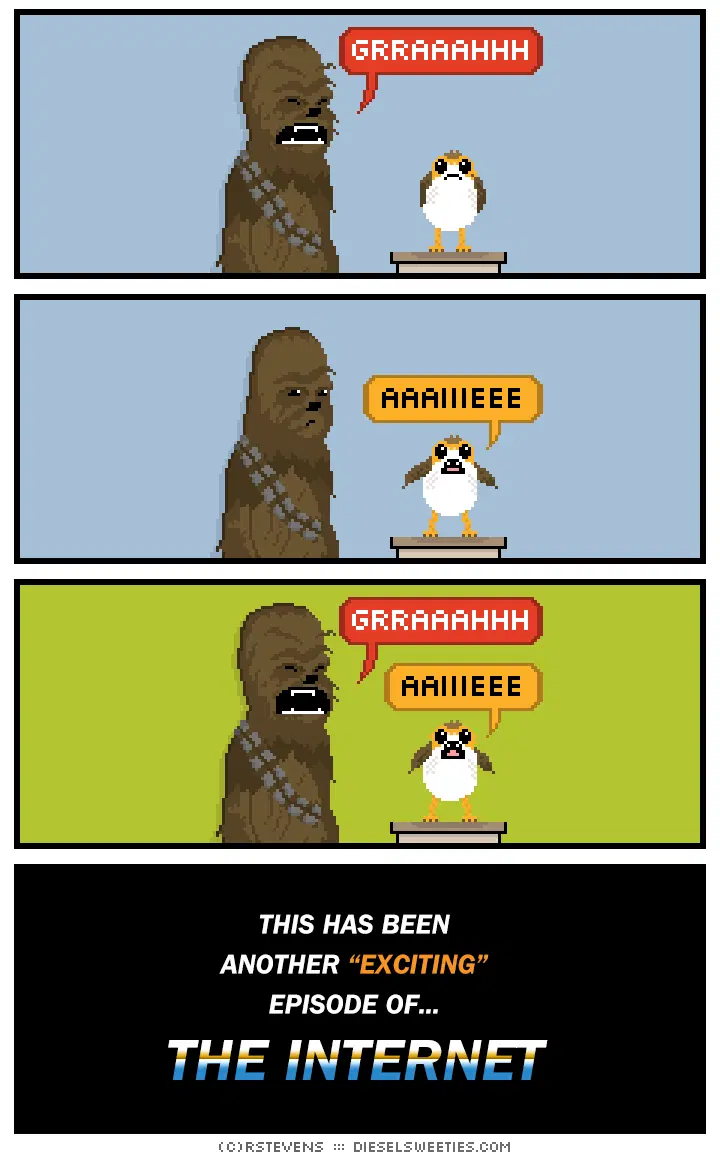 GRRAAAHHH
AAAIIIEEE
GRRAAAHHH
AAIIIEEE
THIS HAS BEEN
ANOTHER “EXCITING”
EPISODE OF...
THE INTERNET
(C)RSTEVENS ::: DIESELSWEETIES.COM